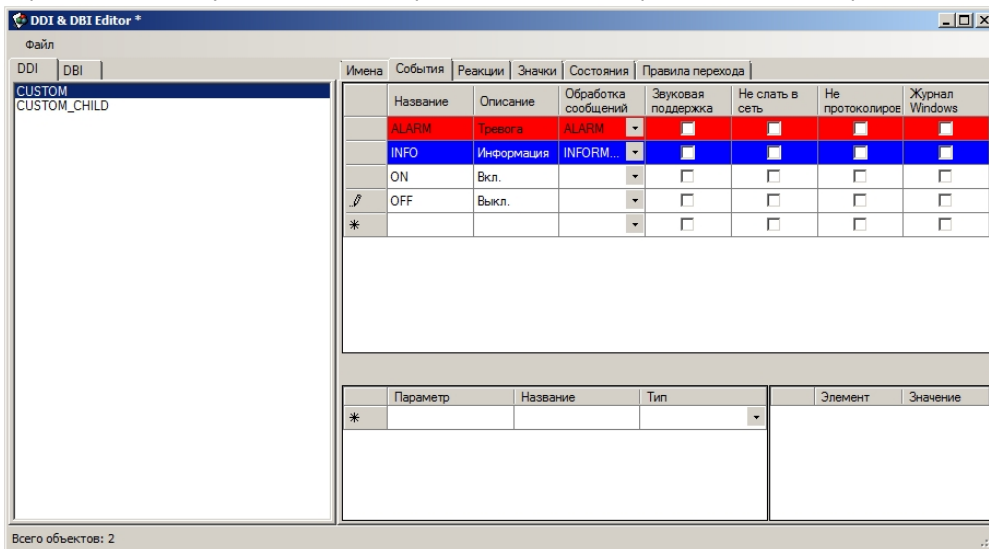 DDI & DBI Editor *
Файл
DDI DBI
CUSTOM
CUSTOM_CHILD
Имена События Реакции Значки Состояния Правила перехода
Название Описание Обработка сообщений Звуковая поддержка Не слать в сеть Не протоколиров Журнал Windows
ALARM Тревога ALARM
INFO Информация INFORM...
ON Вкл.
OFF Выкл.
Параметр Название Тип Элемент Значение
Всего объектов: 2